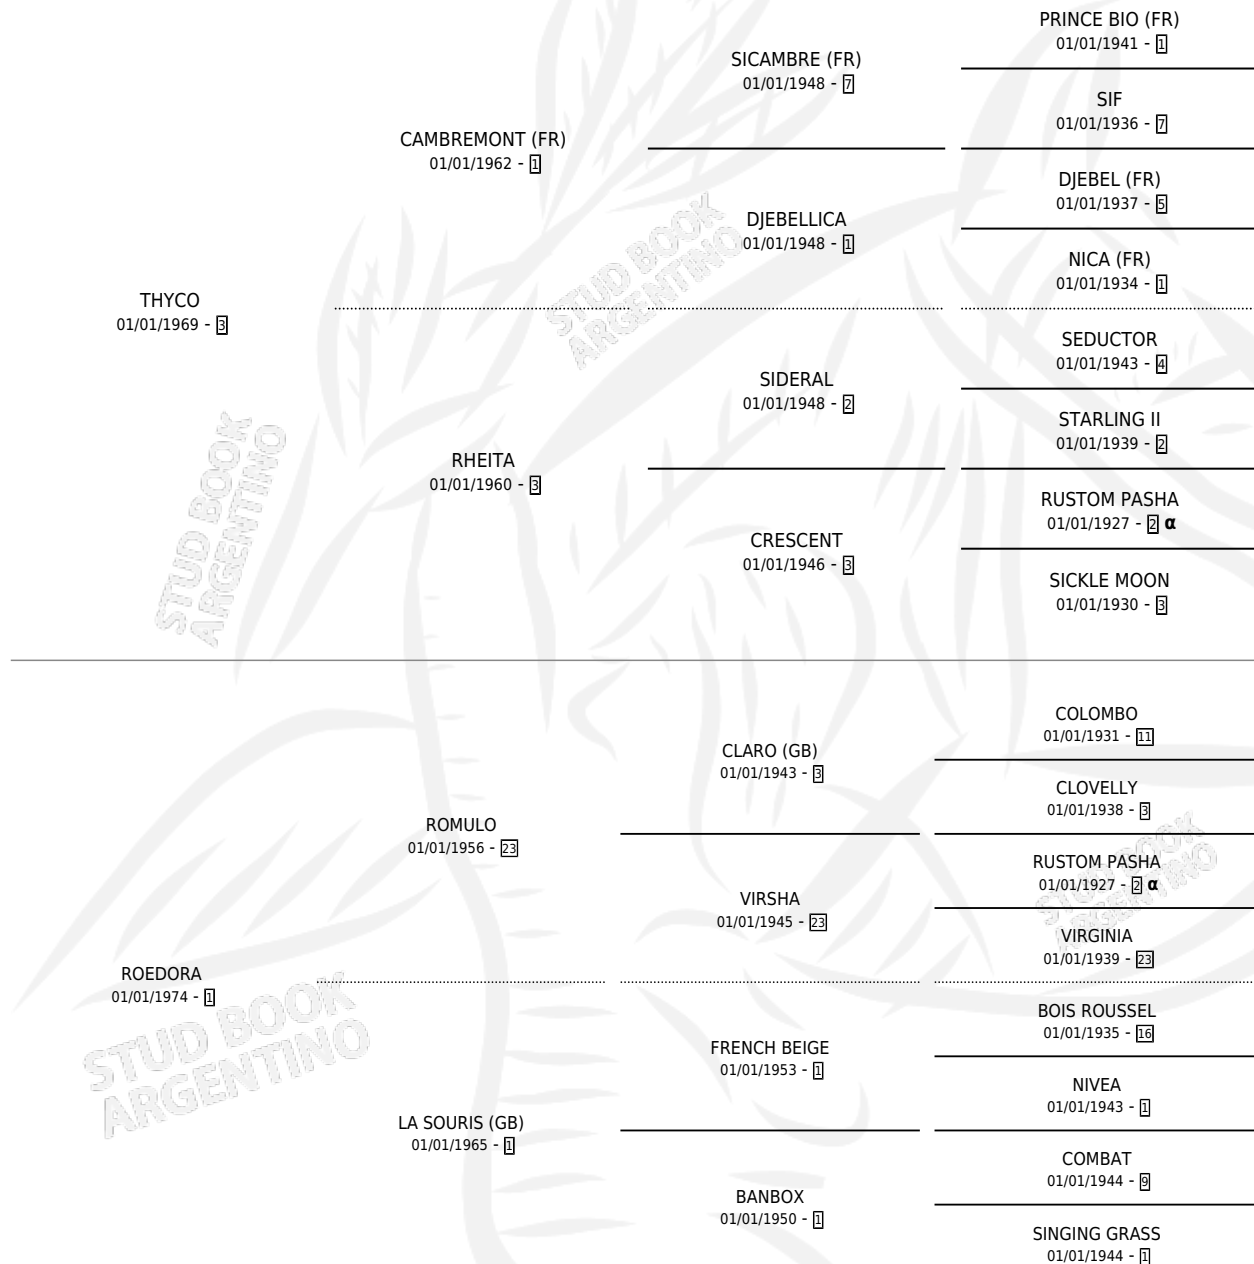 PRINCE BIO (FR)
01/01/1941 - 1
SICAMBRE (FR)
01/01/1948 - 7
SIF
01/01/1936 - 7
CAMBREMONT (FR)
01/01/1962 - 1
DJEBEL (FR)
01/01/1937 - 5
DJEBELLICA
01/01/1948 - 1
NICA (FR)
01/01/1934 - 1
THYCO
01/01/1969 - 3
STUD BOOK
ARGENTINO
SEDUCTOR
01/01/1943 - 4
SIDERAL
01/01/1948 - 2
STARLING II
01/01/1939 - 2
RHEITA
01/01/1960 - 3
RUSTOM PASHA
01/01/1927 - 2 α
CRESCENT
01/01/1946 - 3
SICKLE MOON
01/01/1930 - 3
STUD BOOK
ARGENTINO
COLOMBO
01/01/1931 - 11
CLARO (GB)
01/01/1943 - 3
CLOVELLY
01/01/1938 - 3
ROMULO
01/01/1956 - 23
RUSTOM PASHA
01/01/1927 - 2 α
VIRSHA
01/01/1945 - 23
STUD BOOK
ARGENTINO
VIRGINIA
01/01/1939 - 23
ROEDORA
01/01/1974 - 1
STUD BOOK
ARGENTINO
BOIS ROUSSEL
01/01/1935 - 16
FRENCH BEIGE
01/01/1953 - 1
NIVEA
01/01/1943 - 1
LA SOURIS (GB)
01/01/1965 - 1
COMBAT
01/01/1944 - 9
BANBOX
01/01/1950 - 1
SINGING GRASS
01/01/1944 - 1